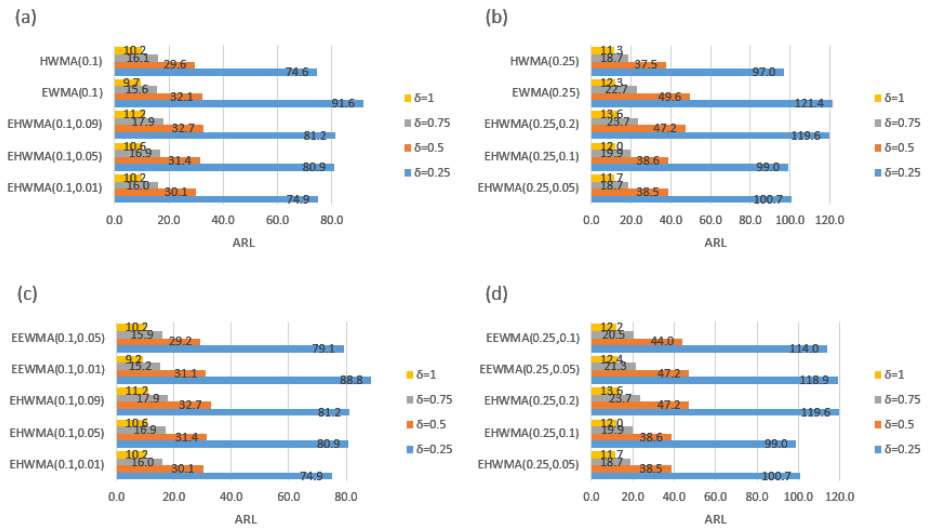 (a)
HWMA(0.1)
10.2
16.1
29.6
74.6
EWMA(0.1)
9.7
15.6
32.1
91.6
EHWMA(0.1,0.09)
11.2
17.9
32.7
81.2
EHWMA(0.1,0.05)
10.6
16.9
31.4
80.9
EHWMA(0.1,0.01)
10.2
16.0
30.1
74.9
0.0 20.0 40.0 60.0 80.0
ARL
δ=1
δ=0.75
δ=0.5
δ=0.25
(b)
HWMA(0.25)
11.3
18.7
37.5
97.0
EWMA(0.25)
12.3
22.7
49.6
121.4
EHWMA(0.25,0.2)
13.6
23.7
47.2
119.6
EHWMA(0.25,0.1)
12.0
19.9
38.6
99.0
EHWMA(0.25,0.05)
11.7
18.7
38.5
100.7
0.0 20.0 40.0 60.0 80.0 100.0 120.0
ARL
δ=1
δ=0.75
δ=0.5
δ=0.25
(c)
EEWMA(0.1,0.05)
10.2
15.9
29.2
79.1
EEWMA(0.1,0.01)
9.2
15.2
31.1
88.8
EHWMA(0.1,0.09)
11.2
17.9
32.7
81.2
EHWMA(0.1,0.05)
10.6
16.9
31.4
80.9
EHWMA(0.1,0.01)
10.2
16.0
30.1
74.9
0.0 20.0 40.0 60.0 80.0
ARL
δ=1
δ=0.75
δ=0.5
δ=0.25
(d)
EEWMA(0.25,0.1)
12.2
20.5
44.0
114.0
EEWMA(0.25,0.05)
12.4
21.3
47.2
118.9
EHWMA(0.25,0.2)
13.6
23.7
47.2
119.6
EHWMA(0.25,0.1)
12.0
19.9
38.6
99.0
EHWMA(0.25,0.05)
11.7
18.7
38.5
100.7
0.0 20.0 40.0 60.0 80.0 100.0 120.0
ARL
δ=1
δ=0.75
δ=0.5
δ=0.25